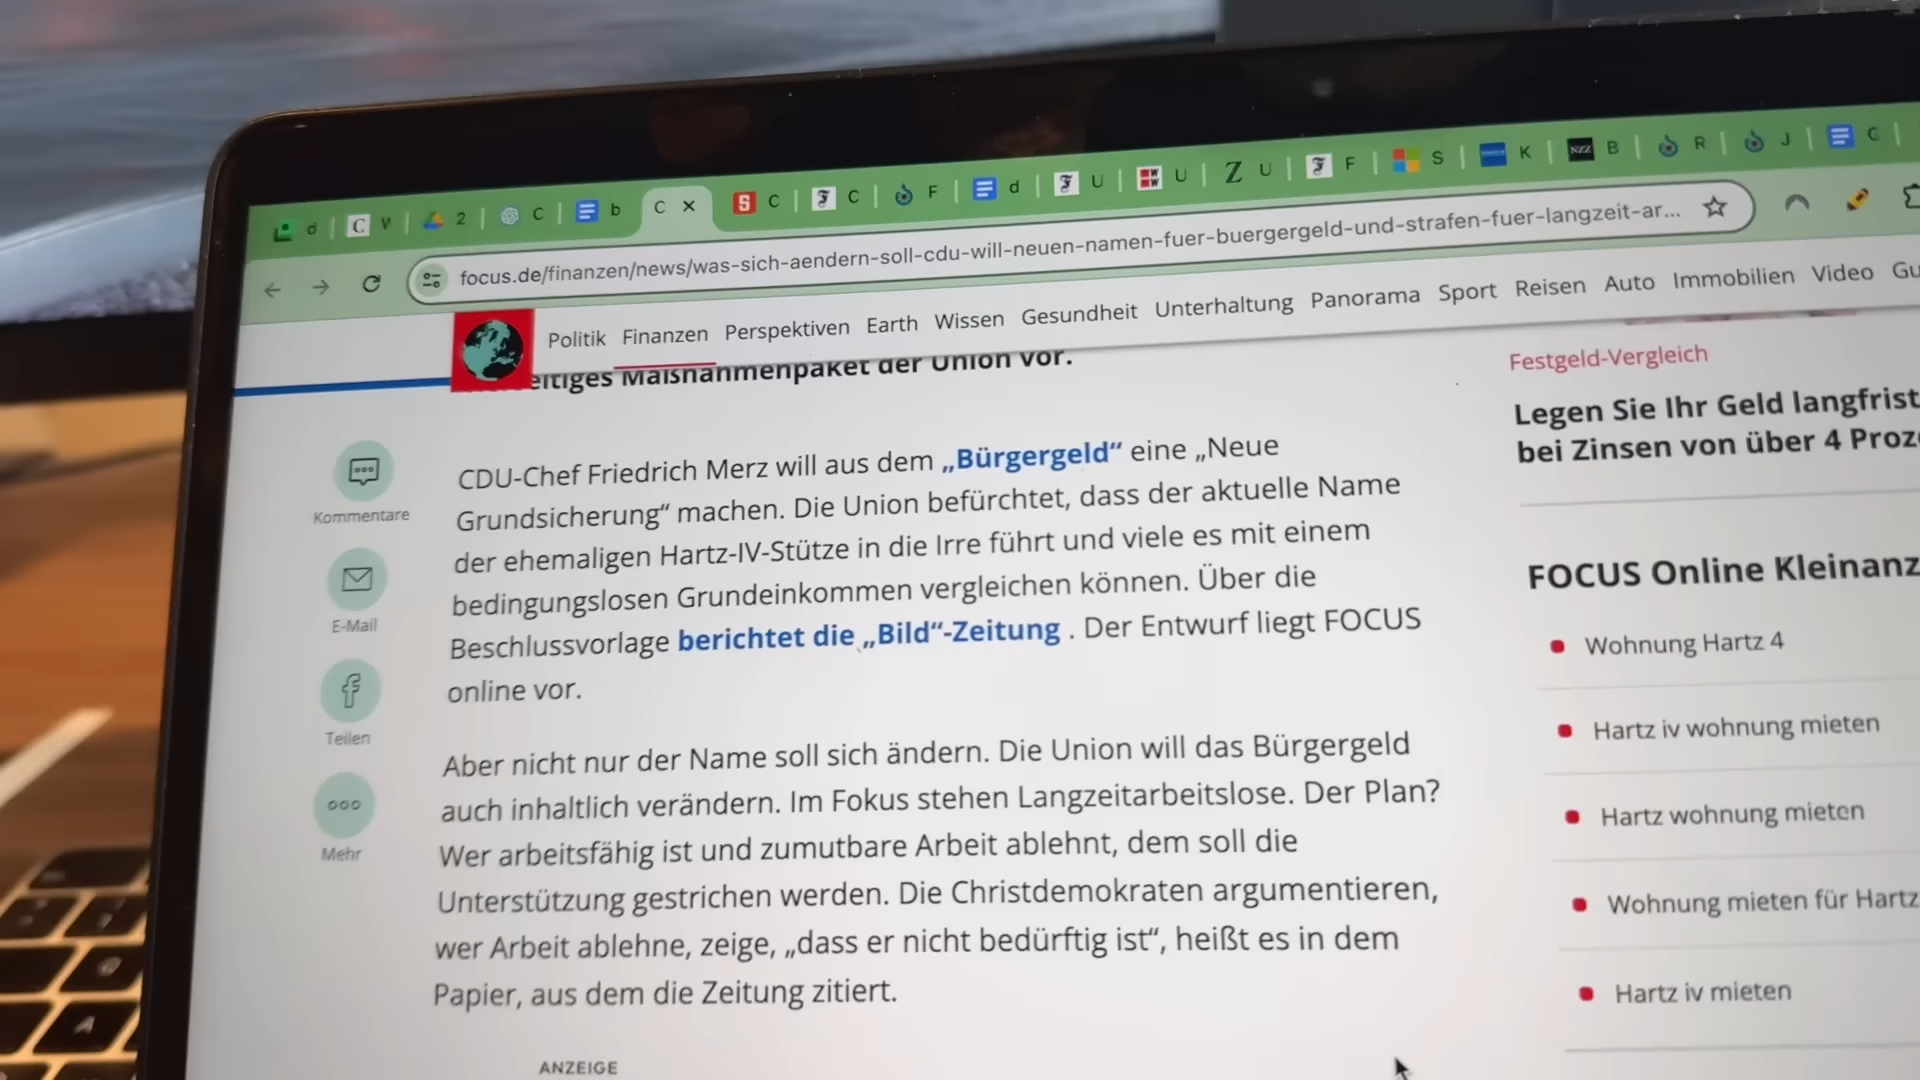 d
C W
2
C
b
C
C
C
F
d
U
U
Z U
F
S
K
NZZ B
R
J
focus.de/finanzen/news/was-sich-aendern-soll-cdu-will-neuen-namen-fuer-buergergeld-und-strafen-fuer-langzeit-ar...
Politik Finanzen Perspektiven Earth Wissen Gesundheit Unterhaltung Panorama Sport Reisen Auto Immobilien Video Gu
eitiges Maßnahmenpaket der Union vor.
Kommentare
E-Mail
Teilen
Mehr
CDU-Chef Friedrich Merz will aus dem „Bürgergeld“ eine „Neue
Grundsicherung“ machen. Die Union befürchtet, dass der aktuelle Name
der ehemaligen Hartz-IV-Stütze in die Irre führt und viele es mit einem
bedingungslosen Grundeinkommen vergleichen können. Über die
Beschlussvorlage berichtet die „Bild“-Zeitung . Der Entwurf liegt FOCUS
online vor.
Aber nicht nur der Name soll sich ändern. Die Union will das Bürgergeld
auch inhaltlich verändern. Im Fokus stehen Langzeitarbeitslose. Der Plan?
Wer arbeitsfähig ist und zumutbare Arbeit ablehnt, dem soll die
Unterstützung gestrichen werden. Die Christdemokraten argumentieren,
wer Arbeit ablehne, zeige, „dass er nicht bedürftig ist“, heißt es in dem
Papier, aus dem die Zeitung zitiert.
ANZEIGE
Festgeld-Vergleich
Legen Sie Ihr Geld langfrist
bei Zinsen von über 4 Proze
FOCUS Online Kleinanz
Wohnung Hartz 4
Hartz iv wohnung mieten
Hartz wohnung mieten
Wohnung mieten für Hartz
Hartz iv mieten
A